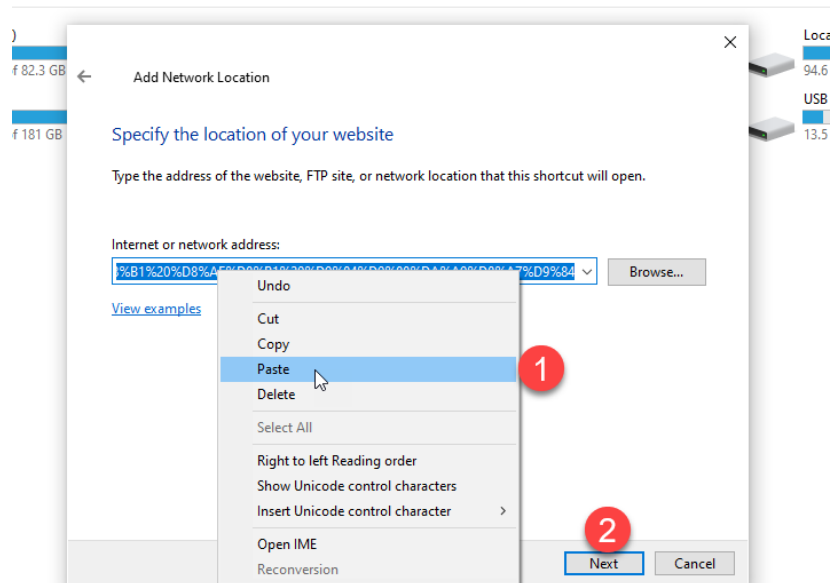 )
of 82.3 GB
of 181 GB
Loca
94.6
USB
13.5
Add Network Location
Specify the location of your website
Type the address of the website, FTP site, or network location that this shortcut will open.
Internet or network address:
Browse...
View examples
Undo
Cut
Copy
Paste
1
Delete
Select All
Right to left Reading order
Show Unicode control characters
Insert Unicode control character
Open IME
Reconversion
2
Next
Cancel